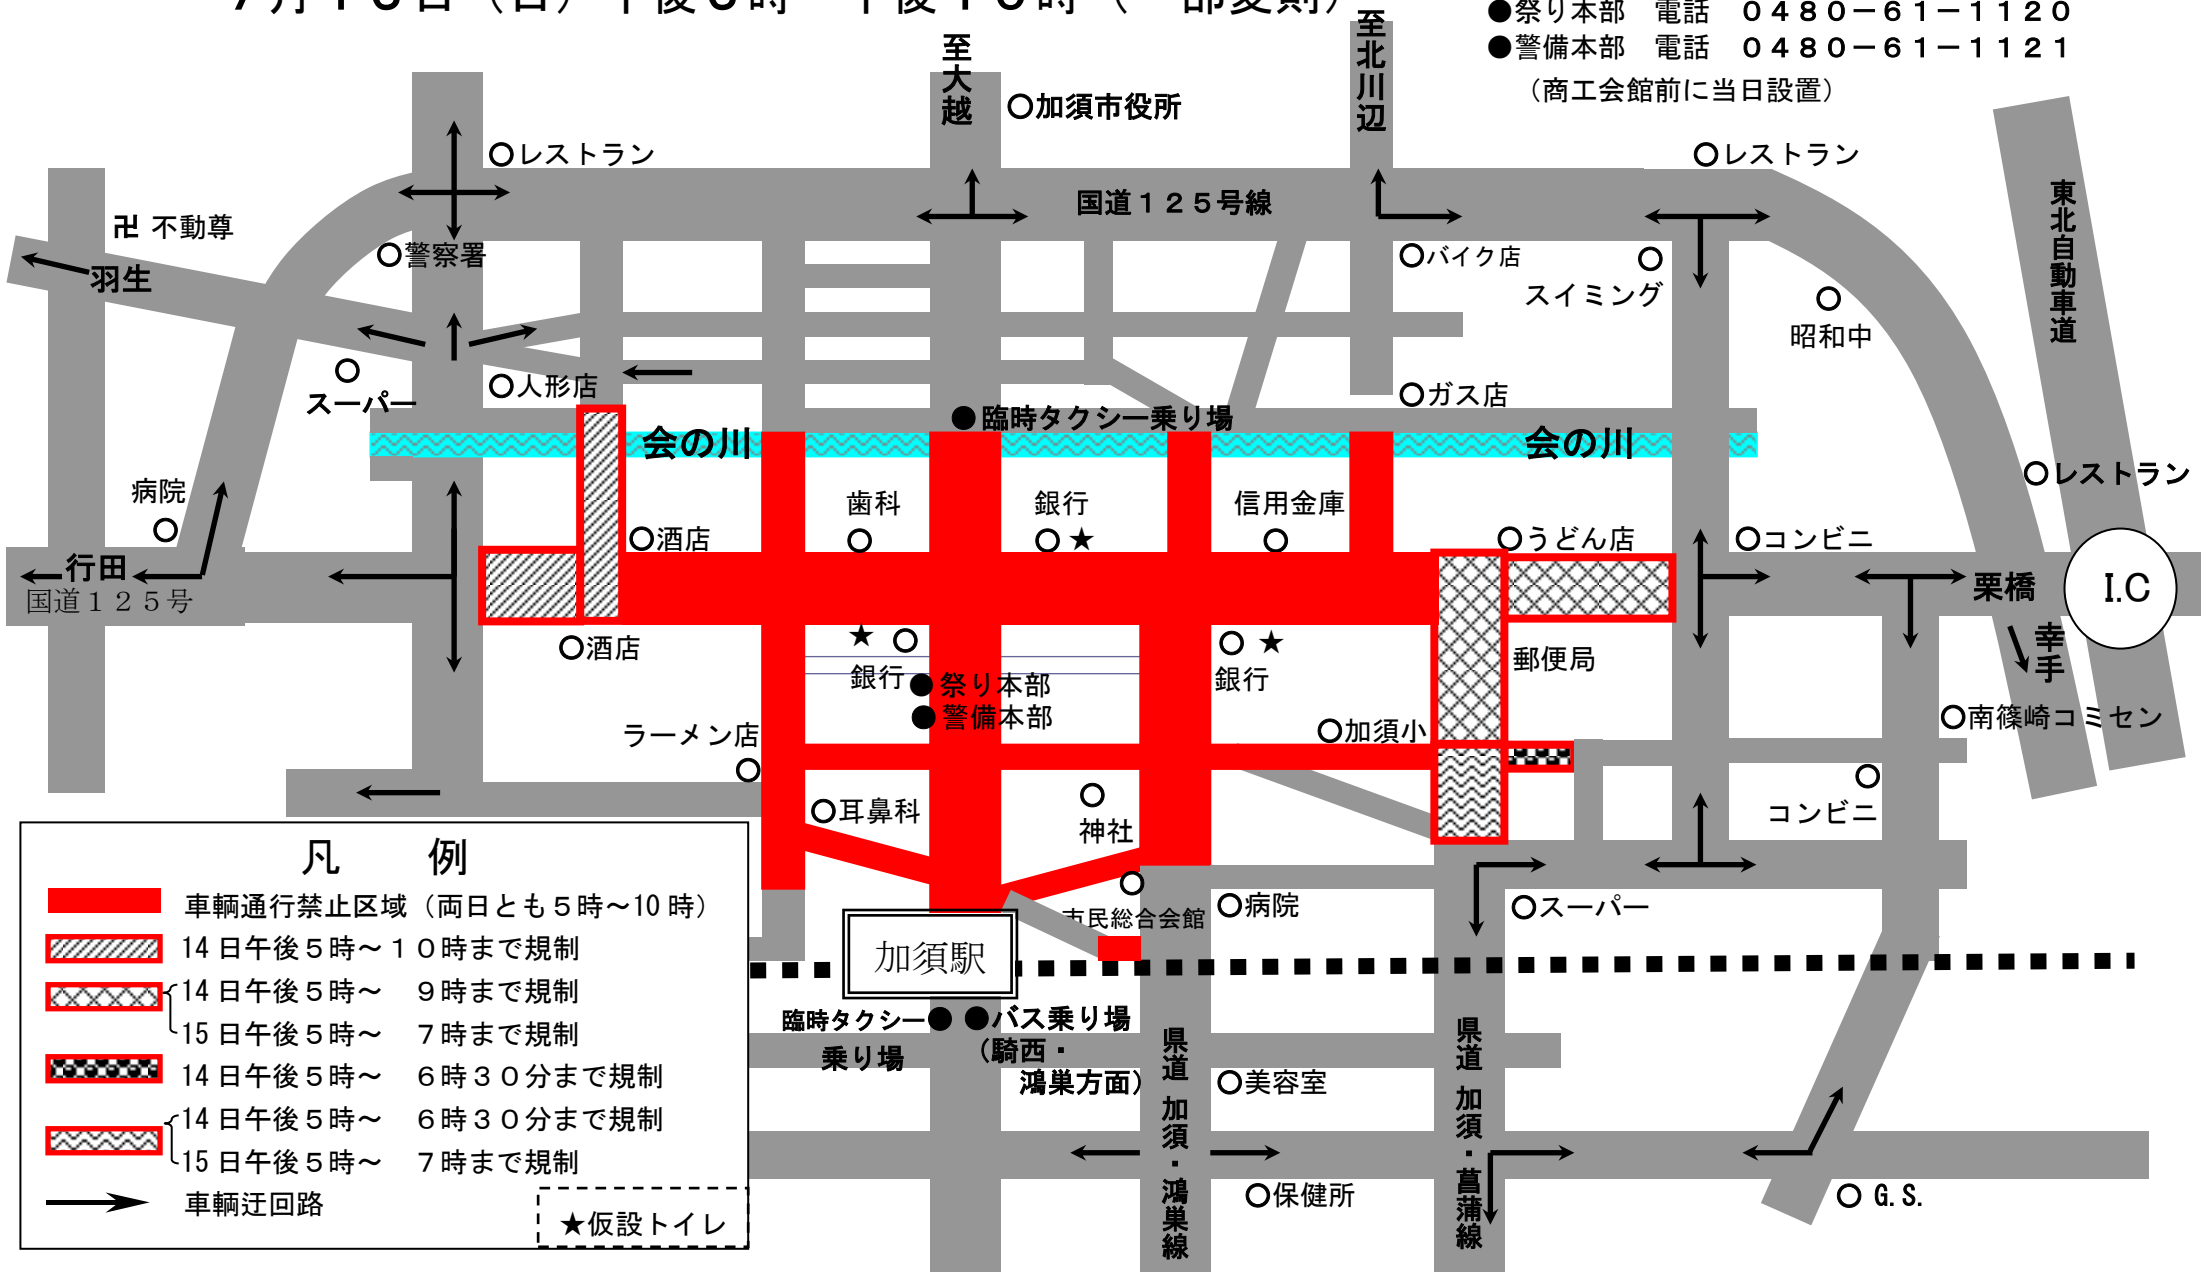 ●祭り本部　電話　０４８０－６１－１１２０
●警備本部　電話　０４８０－６１－１１２１
（商工会館前に当日設置）
至大越
至北川辺
○加須市役所
○レストラン
○レストラン
国道１２５号線
東北自動車道
卍 不動尊
羽生
○警察署
○バイク店
スイミング
昭和中
スーパー
○人形店
○ガス店
●臨時タクシー乗り場
会の川
会の川
○レストラン
病院
歯科
銀行
★
信用金庫
○酒店
○うどん店
○コンビニ
行田
国道１２５号
栗橋
I.C
幸手
○酒店
★
銀行
★
銀行
郵便局
●祭り本部
●警備本部
○南篠崎コミセン
ラーメン店
○加須小
○耳鼻科
神社
コンビニ
市民総合会館
○病院
○スーパー
加須駅
臨時タクシー●
乗り場
●バス乗り場
（騎西・
鴻巣方面）
県道 加須・鴻巣線
県道 加須・菖蒲線
○美容室
○保健所
○ G.S.
凡　例
車輌通行禁止区域（両日とも５時～10時）
14日午後５時～１０時まで規制
14日午後５時～　９時まで規制
15日午後５時～　７時まで規制
14日午後５時～　６時３０分まで規制
14日午後５時～　６時３０分まで規制
15日午後５時～　７時まで規制
車輌迂回路
★仮設トイレ